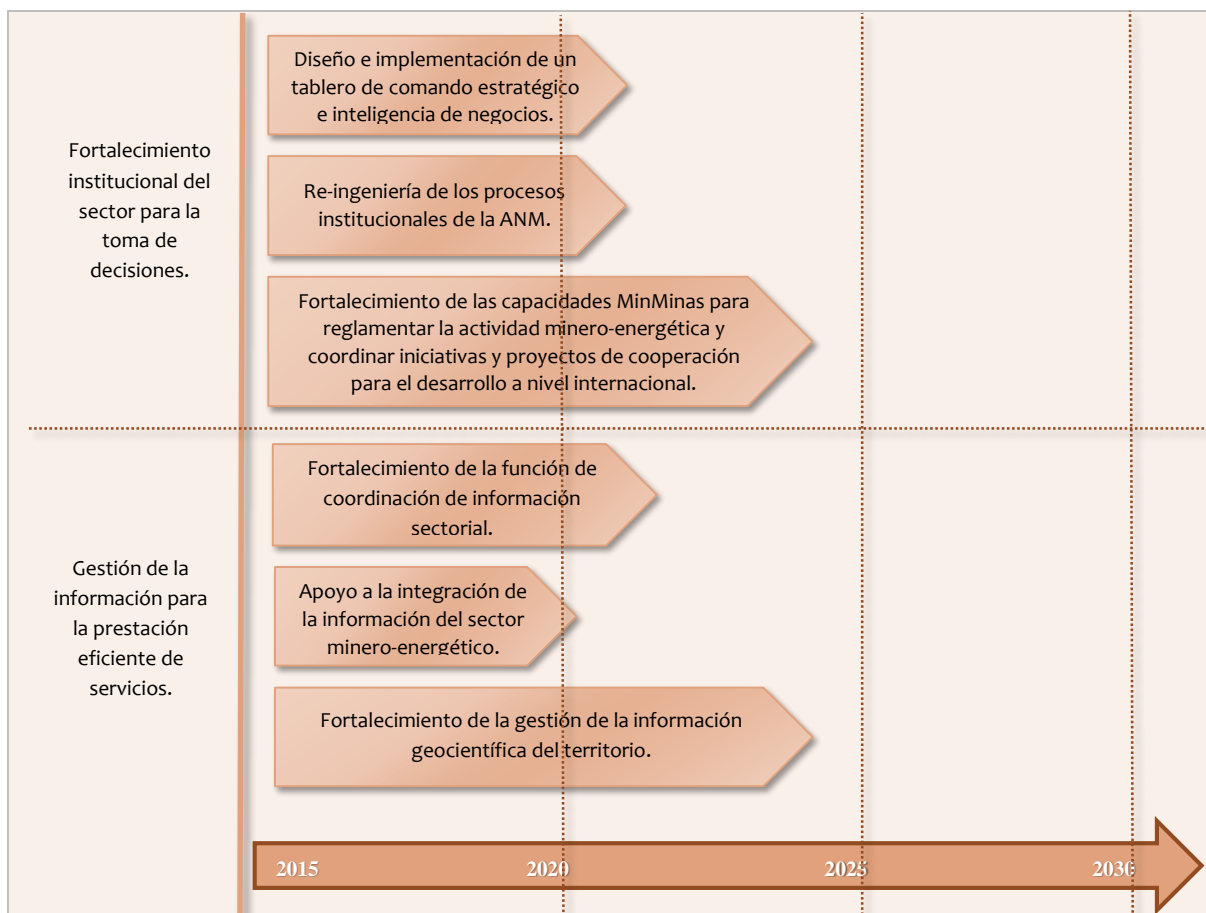 Fortalecimiento
institucional del
sector para la
toma de
decisiones.
Diseño e implementación de un
tablero de comando estratégico
e inteligencia de negocios.
Re-ingeniería de los procesos
institucionales de la ANM.
Fortalecimiento de las capacidades MinMinas para
reglamentar la actividad minero-energética y
coordinar iniciativas y proyectos de cooperación
para el desarrollo a nivel internacional.
Gestión de la
información para
la prestación
eficiente de
servicios.
Fortalecimiento de la función de
coordinación de información
sectorial.
Apoyo a la integración de
la información del sector
minero-energético.
Fortalecimiento de la gestión de la información
geocientífica del territorio.
2015 2020 2025 2030